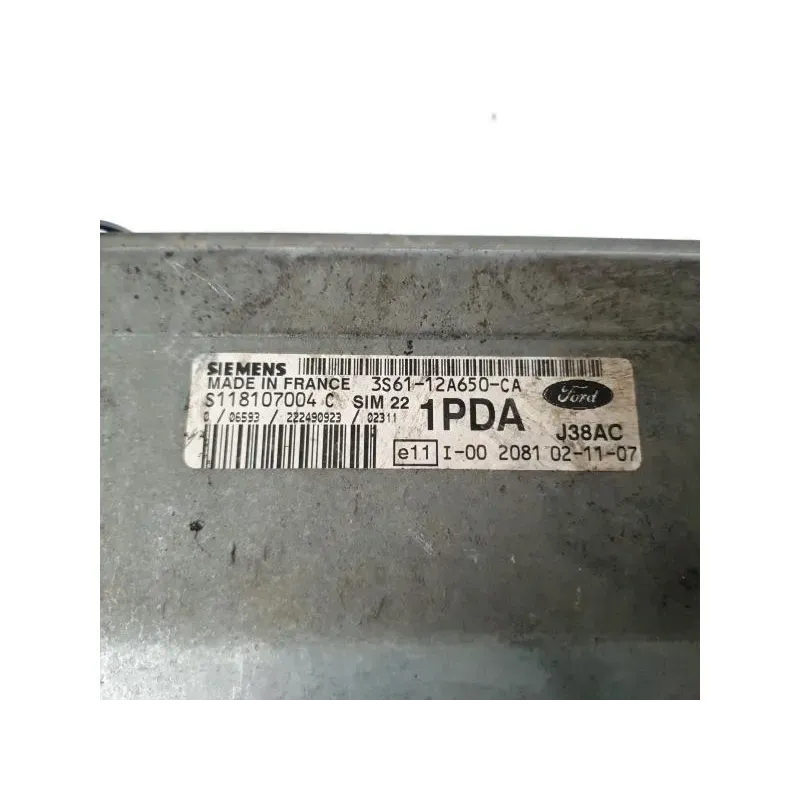 SIEMENS
MADE IN FRANCE 3S61-12A650-CA
S118107004 C SIM 22 1PDA Ford
0 / 06593 / 222490923 / 02311
J38AC
e11 I-00 2081 02-11-07